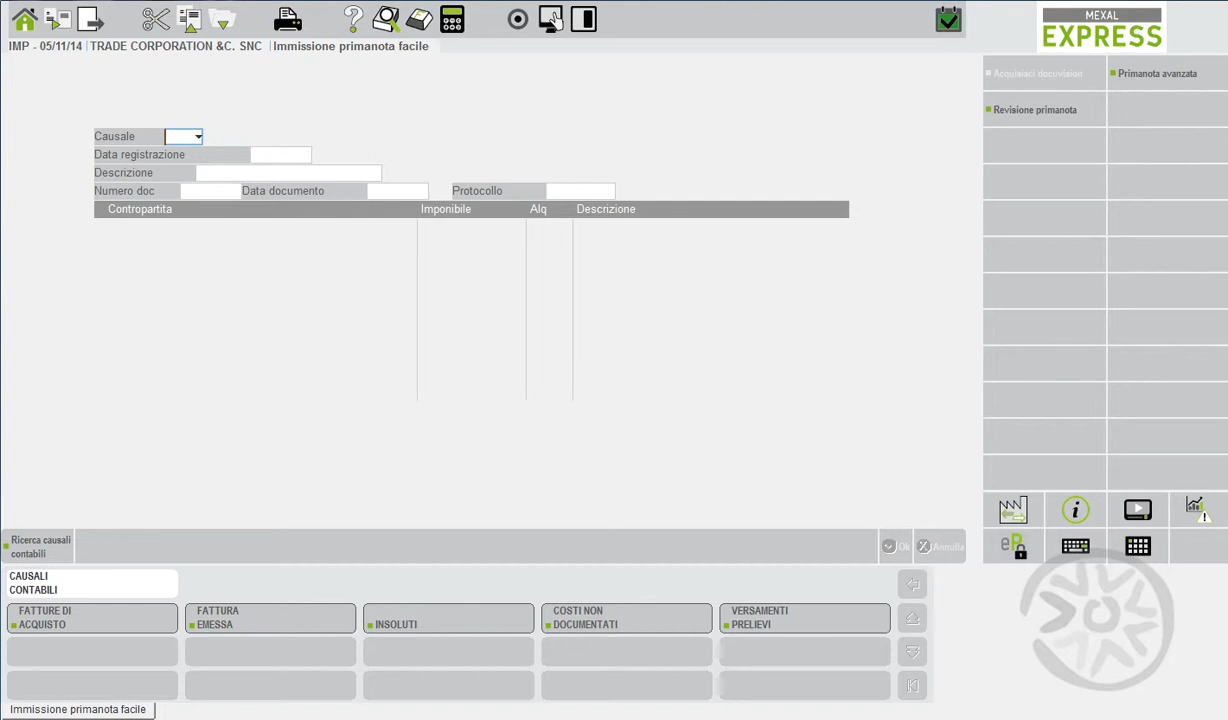 MEXAL
EXPRESS
IMP - 05/11/14 | TRADE CORPORATION &C. SNC | Immissione primanota facile
Acquisisci docuvision
Primanota avanzata
Revisione primanota
Causale
Data registrazione
Descrizione
Numero doc Data documento Protocollo
Contropartita Imponibile Alq Descrizione
Ricerca causali
contabili
Ok
Annulla
CAUSALI
CONTABILI
FATTURE DI
ACQUISTO
FATTURA
EMESSA
INSOLUTI
COSTI NON
DOCUMENTATI
VERSAMENTI
PRELIEVI
Immissione primanota facile